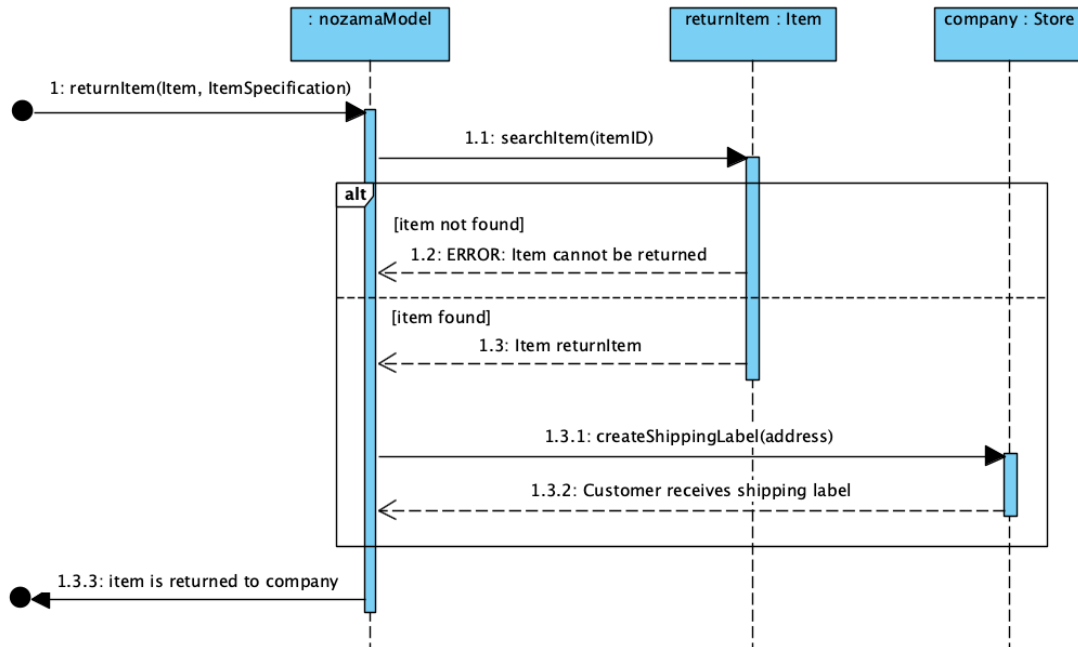 : nozamaModel
returnItem : Item
company : Store
1: returnItem(Item, ItemSpecification)
1.1: searchItem(itemID)
alt
[item not found]
1.2: ERROR: Item cannot be returned
[item found]
1.3: Item returnItem
1.3.1: createShippingLabel(address)
1.3.2: Customer receives shipping label
1.3.3: item is returned to company